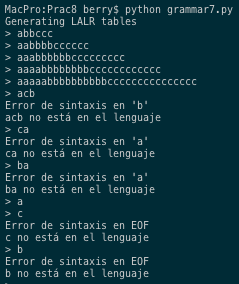 MacPro:Prac8 berry$ python grammar7.py
Generating LALR tables
> abbccc
> aabbbbcccccc
> aaabbbbbbccccccccc
> aaaabbbbbbbbcccccccccccc
> aaaaabbbbbbbbbbccccccccccccccc
> acb
Error de sintaxis en 'b'
acb no está en el lenguaje
> ca
Error de sintaxis en 'a'
ca no está en el lenguaje
> ba
Error de sintaxis en 'a'
ba no está en el lenguaje
> a
> c
Error de sintaxis en EOF
c no está en el lenguaje
> b
Error de sintaxis en EOF
b no está en el lenguaje